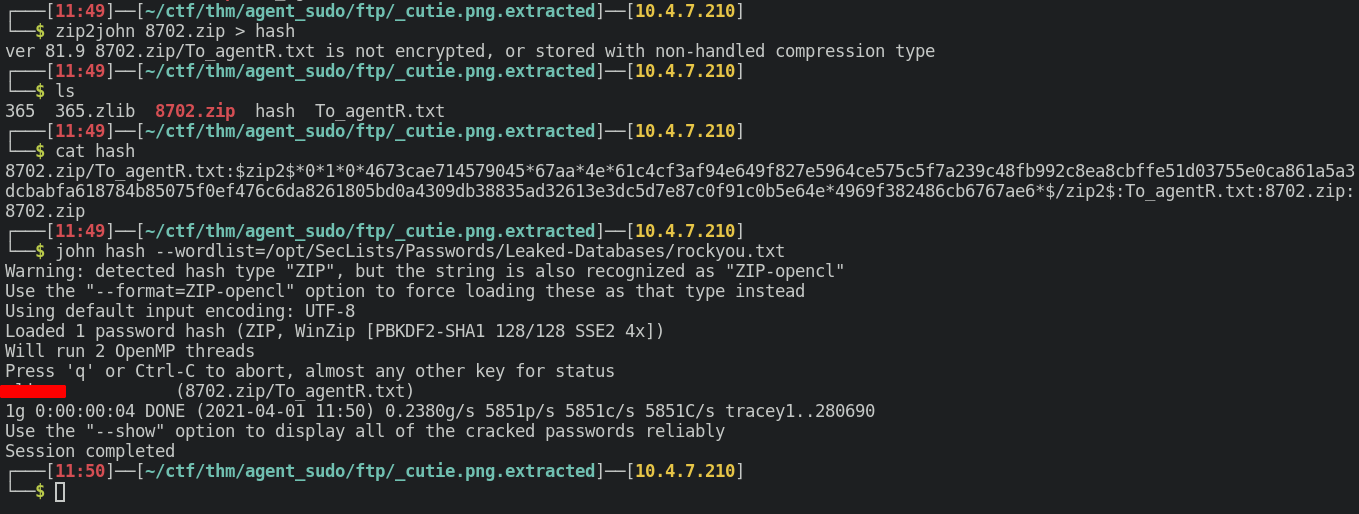 ┌──[11:49]──[~/ctf/thm/agent_sudo/ftp/_cutie.png.extracted]──[10.4.7.210]
└──$ zip2john 8702.zip > hash
ver 81.9 8702.zip/To_agentR.txt is not encrypted, or stored with non-handled compression type
┌──[11:49]──[~/ctf/thm/agent_sudo/ftp/_cutie.png.extracted]──[10.4.7.210]
└──$ ls
365  365.zlib  8702.zip  hash  To_agentR.txt
┌──[11:49]──[~/ctf/thm/agent_sudo/ftp/_cutie.png.extracted]──[10.4.7.210]
└──$ cat hash
8702.zip/To_agentR.txt:$zip2$*0*1*0*4673cae714579045*67aa*4e*61c4cf3af94e649f827e5964ce575c5f7a239c48fb992c8ea8cbffe51d03755e0ca861a5a3
dcbabfa618784b85075f0ef476c6da8261805bd0a4309db38835ad32613e3dc5d7e87c0f91c0b5e64e*4969f382486cb6767ae6*$/zip2$:To_agentR.txt:8702.zip:
8702.zip
┌──[11:49]──[~/ctf/thm/agent_sudo/ftp/_cutie.png.extracted]──[10.4.7.210]
└──$ john hash --wordlist=/opt/SecLists/Passwords/Leaked-Databases/rockyou.txt
Warning: detected hash type "ZIP", but the string is also recognized as "ZIP-opencl"
Use the "--format=ZIP-opencl" option to force loading these as that type instead
Using default input encoding: UTF-8
Loaded 1 password hash (ZIP, WinZip [PBKDF2-SHA1 128/128 SSE2 4x])
Will run 2 OpenMP threads
Press 'q' or Ctrl-C to abort, almost any other key for status
(8702.zip/To_agentR.txt)
1g 0:00:00:04 DONE (2021-04-01 11:50) 0.2380g/s 5851p/s 5851c/s 5851C/s tracey1..280690
Use the "--show" option to display all of the cracked passwords reliably
Session completed
┌──[11:50]──[~/ctf/thm/agent_sudo/ftp/_cutie.png.extracted]──[10.4.7.210]
└──$